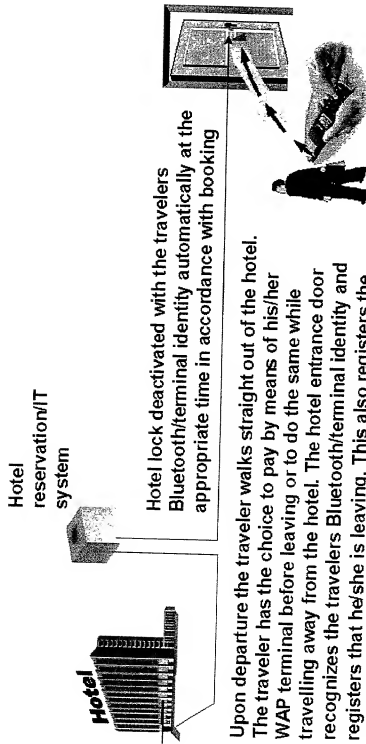 Hotel
reservation/IT
system
Hotel
Hotel lock deactivated with the travelers
Bluetooth/terminal identity automatically at the
appropriate time in accordance with booking
Upon departure the traveler walks straight out of the hotel.
The traveler has the choice to pay by means of his/her
WAP terminal before leaving or to do the same while
travelling away from the hotel. The hotel entrance door
recognizes the travelers Bluetooth/terminal identity and
registers that he/she is leaving. This also registers the